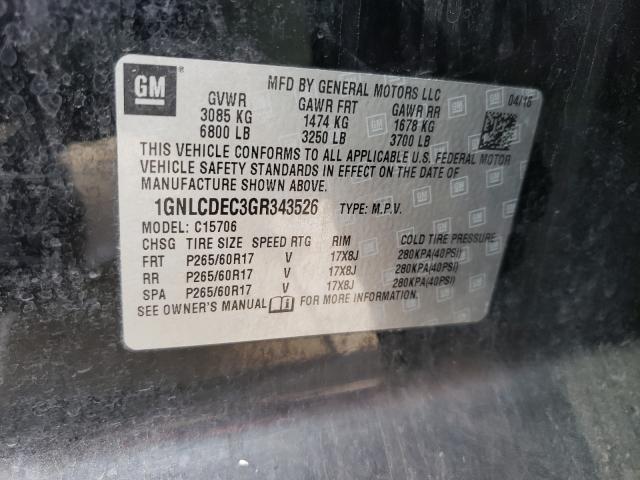 GM
MFD BY GENERAL MOTORS LLC 04/16
GVWR GAWR FRT GAWR RR
3085 KG 1474 KG 1678 KG
6800 LB 3250 LB 3700 LB
THIS VEHICLE CONFORMS TO ALL APPLICABLE U.S. FEDERAL MOTOR
VEHICLE SAFETY STANDARDS IN EFFECT ON THE DATE OF
MANUFACTURE SHOWN ABOVE.
1GNLCDEC3GR343526 TYPE: M.P.V.
MODEL: C15706
CHSG TIRE SIZE SPEED RTG RIM COLD TIRE PRESSURE
FRT P265/60R17 V 17X8J 280KPA(40PSI)
RR P265/60R17 V 17X8J 280KPA(40PSI)
SPA P265/60R17 V 17X8J 280KPA(40PSI)
SEE OWNER'S MANUAL FOR MORE INFORMATION.